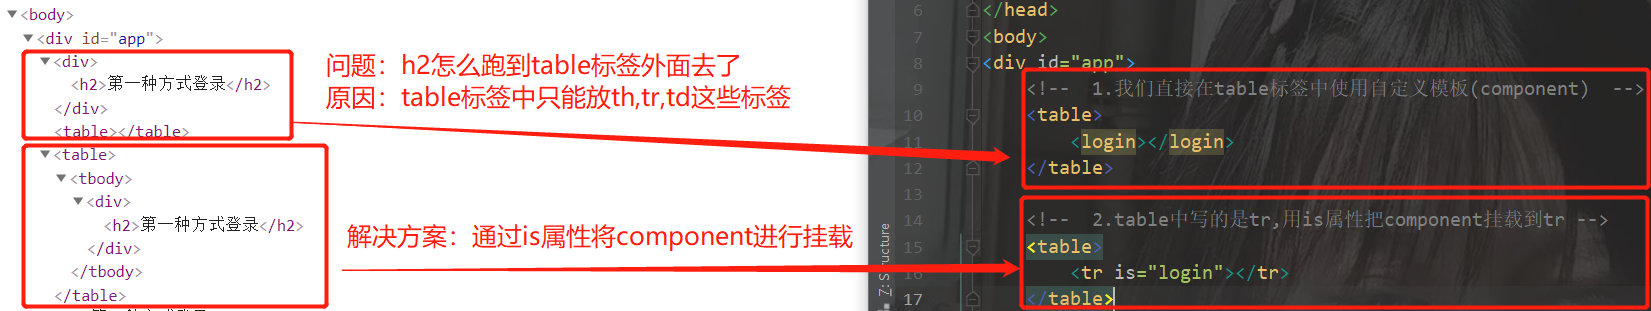 ▼<body>
▼<div id="app">
▼<div>
<h2>第一种方式登录</h2>
</div>
<table></table>
▼<table>
▼<tbody>
▼<div>
<h2>第一种方式登录</h2>
</div>
</tbody>
</table>
问题：h2怎么跑到table标签外面去了
原因：table标签中只能放th,tr,td这些标签
解决方案：通过is属性将component进行挂载
Z: Structure
6 </head>
7 <body>
8 <div id="app">
9 <!-- 1.我们直接在table标签中使用自定义模板(component) -->
10 <table>
11 <login></login>
12 </table>
13
14 <!-- 2.table中写的是tr,用is属性把component挂载到tr -->
15 <table>
16 <tr is="login"></tr>
17 </table>